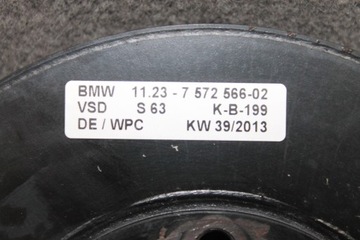 BMW 11.23 - 7 572 566-02
VSD S 63 K-B-199
DE / WPC KW 39/2013